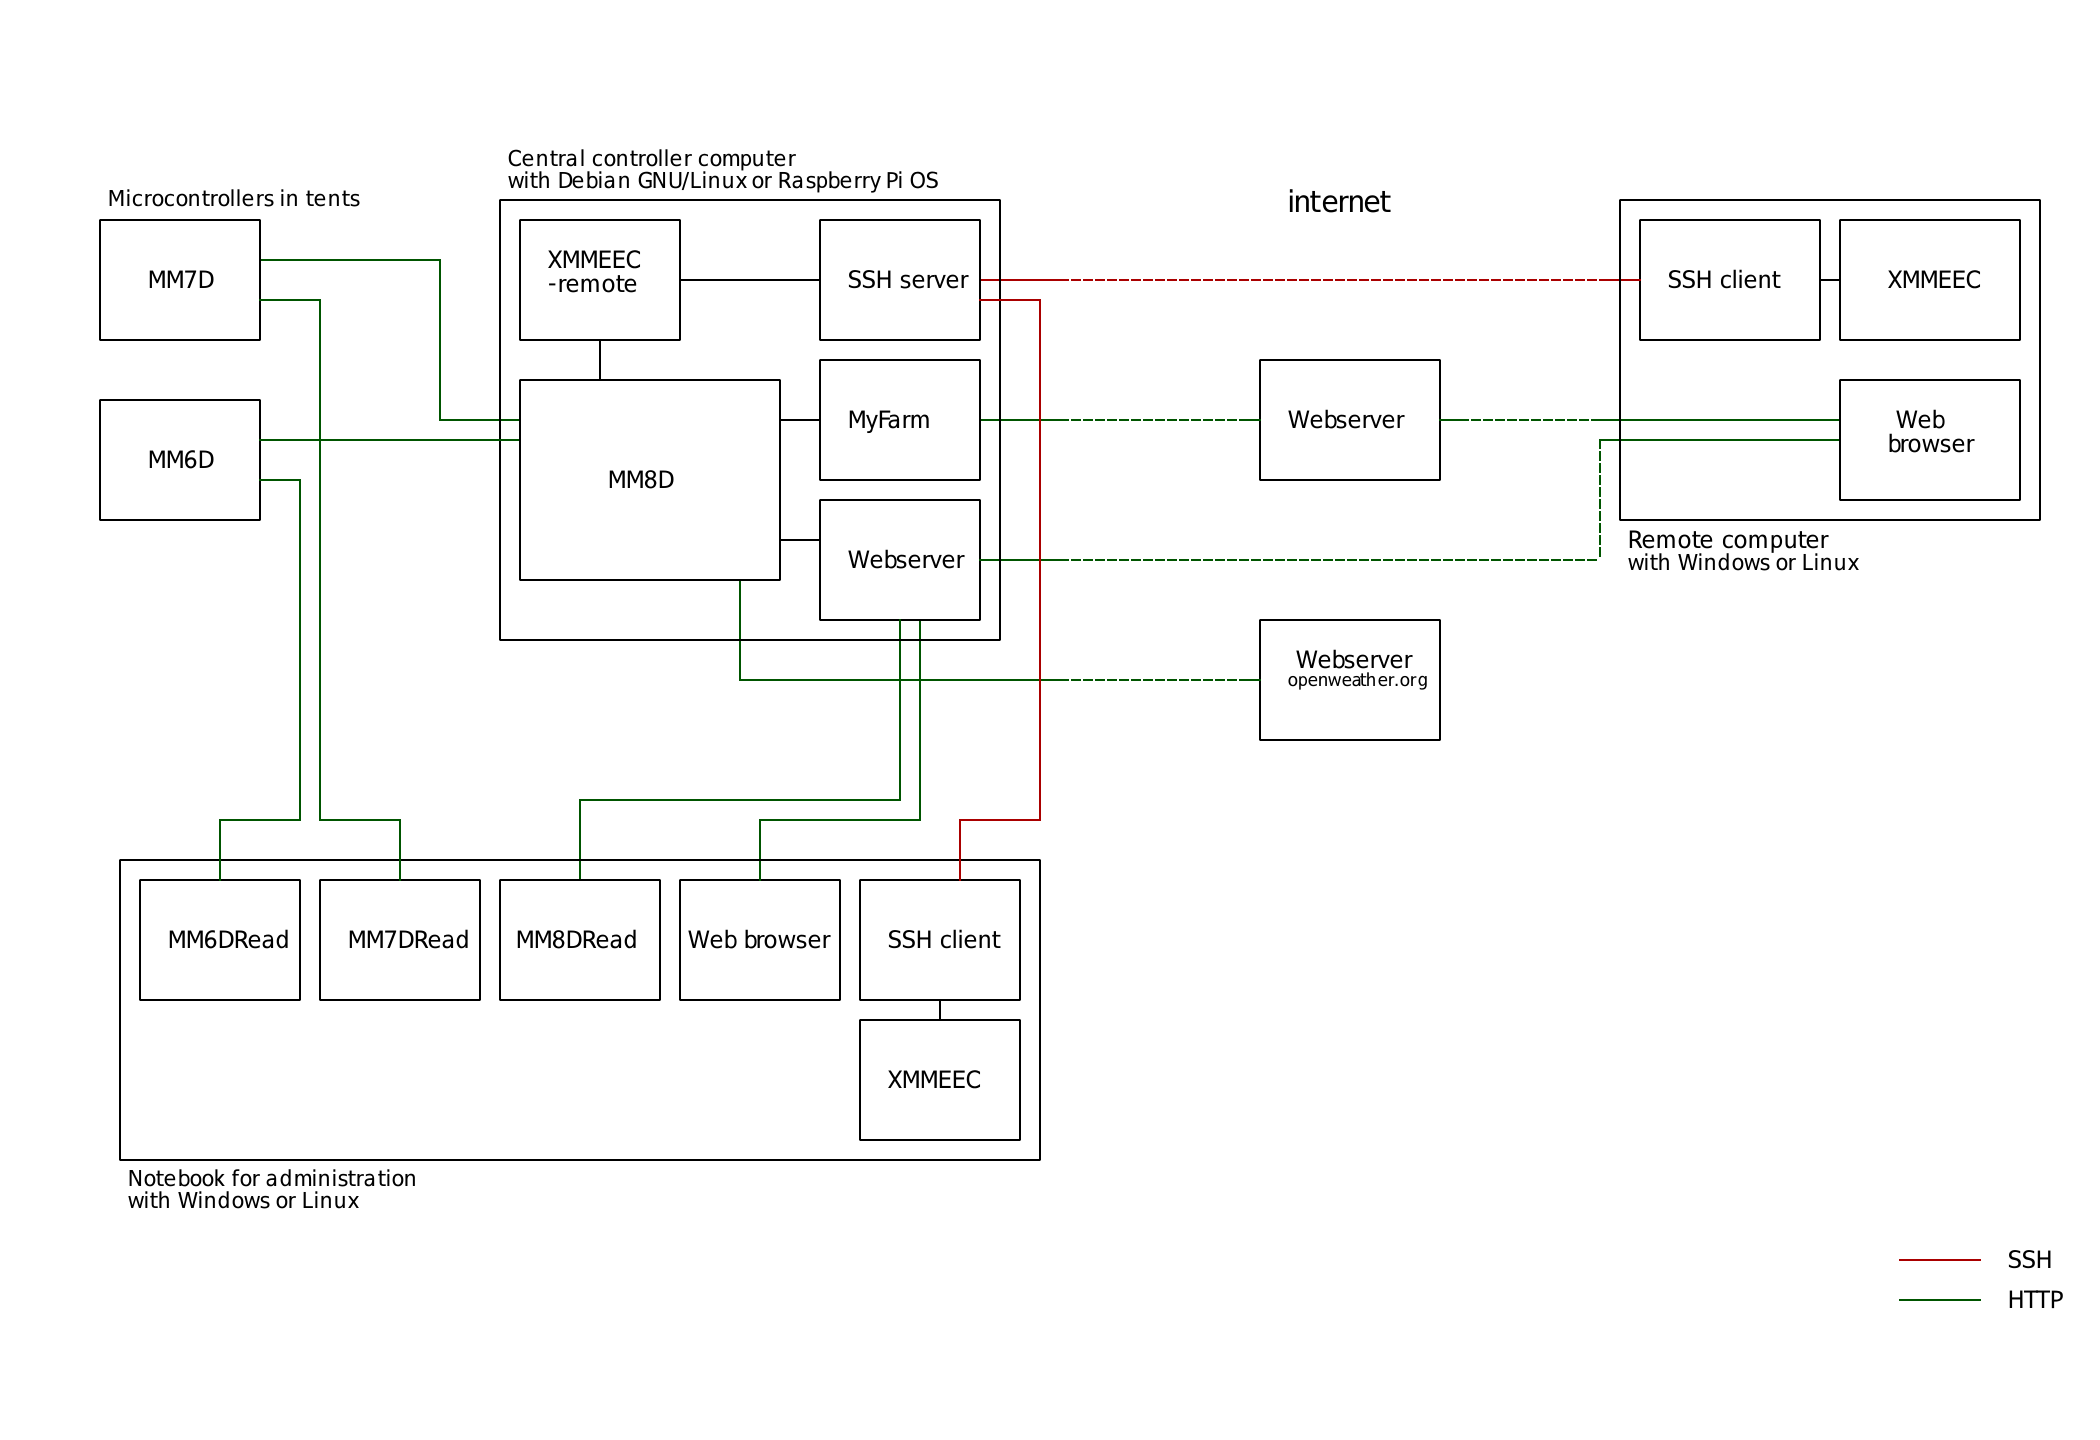 Central controller computer
with Debian GNU/Linux or Raspberry Pi OS
Microcontrollers in tents
internet
MM7D
XMMEEC
-remote
SSH server
SSH client
XMMEEC
MM6D
MM8D
MyFarm
Webserver
Web
browser
Webserver
Remote computer
with Windows or Linux
Webserver
openweather.org
MM6DRead
MM7DRead
MM8DRead
Web browser
SSH client
XMMEEC
Notebook for administration
with Windows or Linux
SSH
HTTP